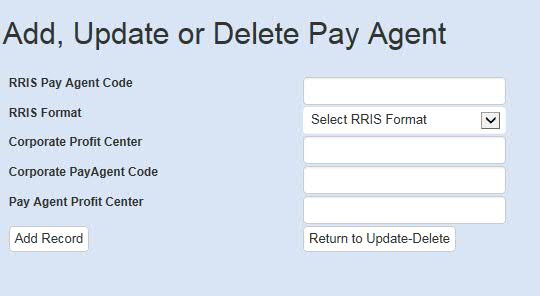 Add, Update or Delete Pay Agent
RRIS Pay Agent Code
RRIS Format Select RRIS Format
Corporate Profit Center
Corporate PayAgent Code
Pay Agent Profit Center
Add Record Return to Update-Delete